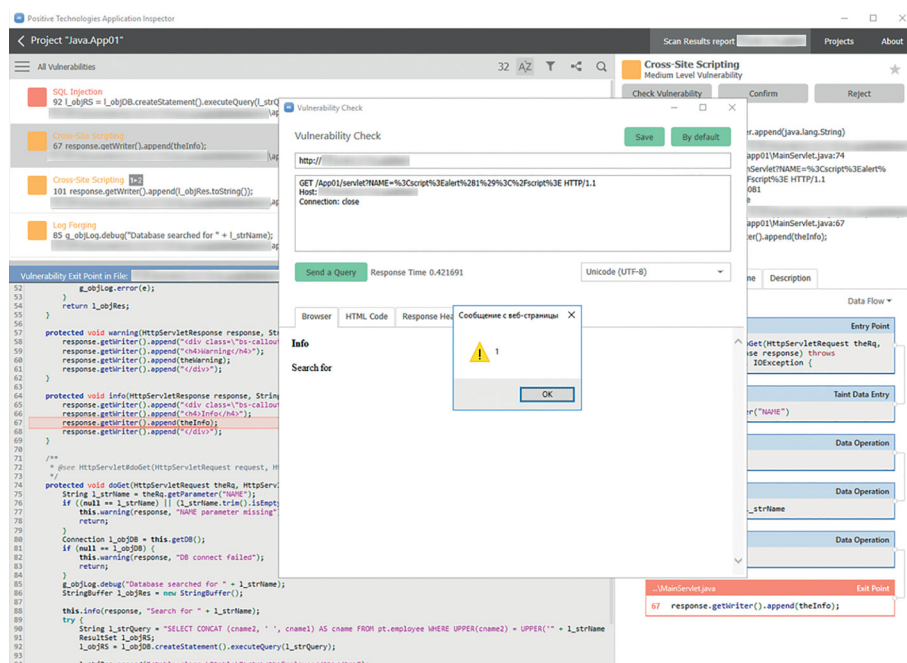 Positive Technologies Application Inspector
Project "Java.App01"
Scan Results report
Projects
About
All Vulnerabilities
32
SQL Injection
92 l_objRS = l_objDB.createStatement().executeQuery(l_strQ
\ap
Cross-Site Scripting
67 response.getWriter().append(theInfo);
\ap
Cross-Site Scripting 1+2
101 response.getWriter().append(l_objRes.toString());
ap
Log Forging
85 g_objLog.debug("Database searched for " + l_strName);
ap
Cross-Site Scripting
Medium Level Vulnerability
Check Vulnerability
Confirm
Reject
r.append(java.lang.String)
app01\MainServlet.java:74
nServlet?NAME=%3Cscript%3Ealert%
Fscript%3E HTTP/1.1
081
e
app01\MainServlet.java:67
ter().append(theInfo);
Description
Data Flow
Entry Point
oGet(HttpServletRequest theRq,
se response) throws
IOException {
Taint Data Entry
er("NAME")
Data Operation
Data Operation
l_strName
Data Operation
..\MainServlet.java
Exit Point
67 response.getWriter().append(theInfo);
Vulnerability Check
Vulnerability Check
Save
By default
http://
GET /App01/servlet?NAME=%3Cscript%3Ealert%281%29%3C%2Fscript%3E HTTP/1.1
Host:
Connection: close
Send a Query
Response Time 0.421691
Unicode (UTF-8)
Browser
HTML Code
Response Hea
Info
Search for
Сообщение с веб-страницы
1
OK
Vulnerability Exit Point in File:
52 g_objLog.error(e);
53 }
54 return l_objRes;
55 }
56
57 protected void warning(HttpServletResponse response, Str
58 response.getWriter().append("<div class=\"bs-callout
59 response.getWriter().append("<h4>Warning</h4>");
60 response.getWriter().append(theWarning);
61 response.getWriter().append("</div>");
62 }
63
64 protected void info(HttpServletResponse response, String
65 response.getWriter().append("<div class=\"bs-callout
66 response.getWriter().append("<h4>Info</h4>");
67 response.getWriter().append(theInfo);
68 response.getWriter().append("</div>");
69 }
70
71 /**
72 * @see HttpServlet#doGet(HttpServletRequest request, Ht
73 */
74 protected void doGet(HttpServletRequest theRq, HttpServ
75 String l_strName = theRq.getParameter("NAME");
76 if ((null == l_strName) || (l_strName.trim().isEmpt
77 this.warning(response, "NAME parameter missing"
78 return;
79 }
80 Connection l_objDB = this.getDB();
81 if (null == l_objDB) {
82 this.warning(response, "DB connect failed");
83 return;
84 }
85 g_objLog.debug("Database searched for " + l_strName);
86 StringBuffer l_objRes = new StringBuffer();
87
88 this.info(response, "Search for " + l_strName);
89 try {
90 String l_strQuery = "SELECT CONCAT (cname2, ' ', cname1) AS cname FROM pt.employee WHERE UPPER(cname2) = UPPER('" + l_strName
91 ResultSet l_objRS;
92 l_objRS = l_objDB.createStatement().executeQuery(l_strQuery);
93